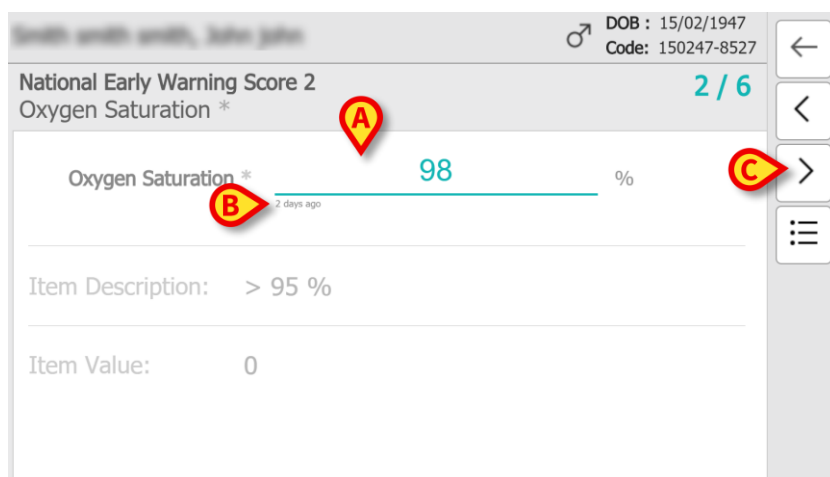 DOB : 15/02/1947
Code: 150247-8527
National Early Warning Score 2
2 / 6
Oxygen Saturation *
A
Oxygen Saturation * 98 %
C
B
2 days ago
Item Description: > 95 %
Item Value: 0